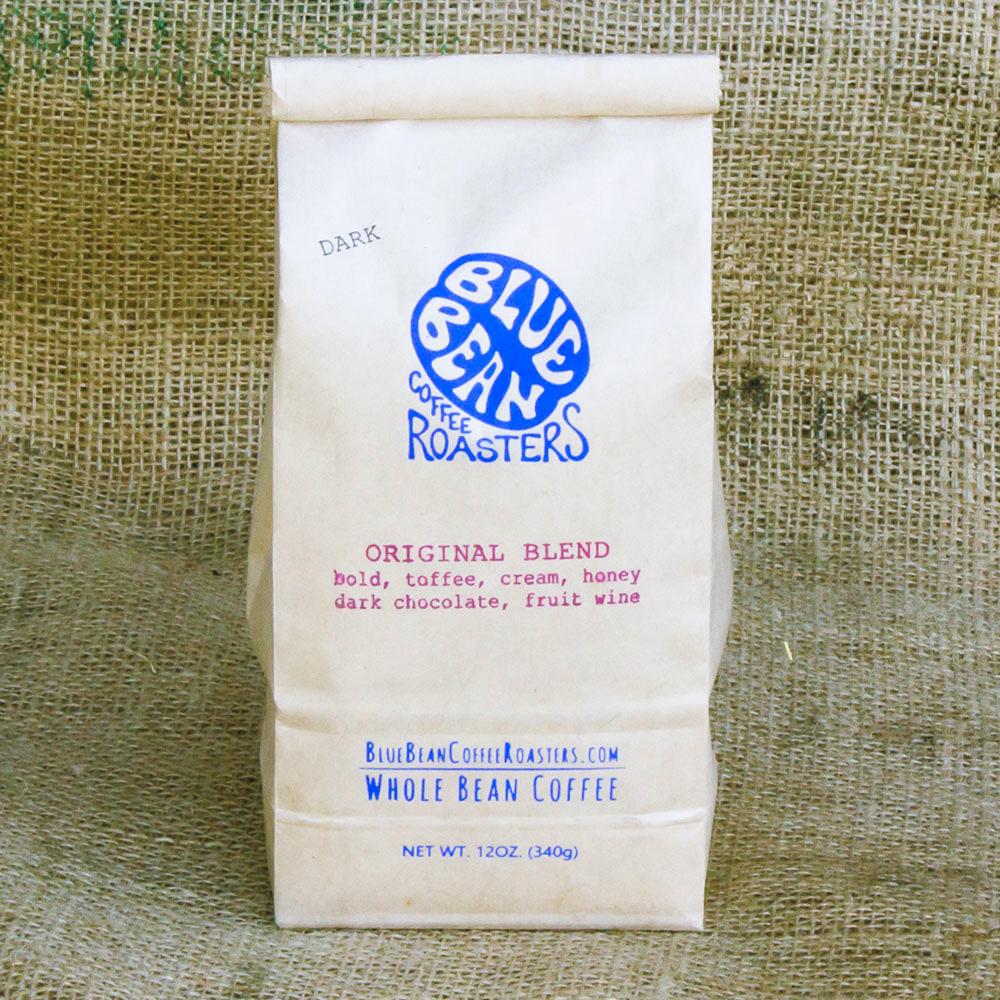 DARK
BLUE
BEAN
COFFEE
ROASTERS
ORIGINAL BLEND
bold, toffee, cream, honey
dark chocolate, fruit wine
BLUEBEANCOFFEEROASTERS.COM
WHOLE BEAN COFFEE
NET WT. 12OZ. (340g)